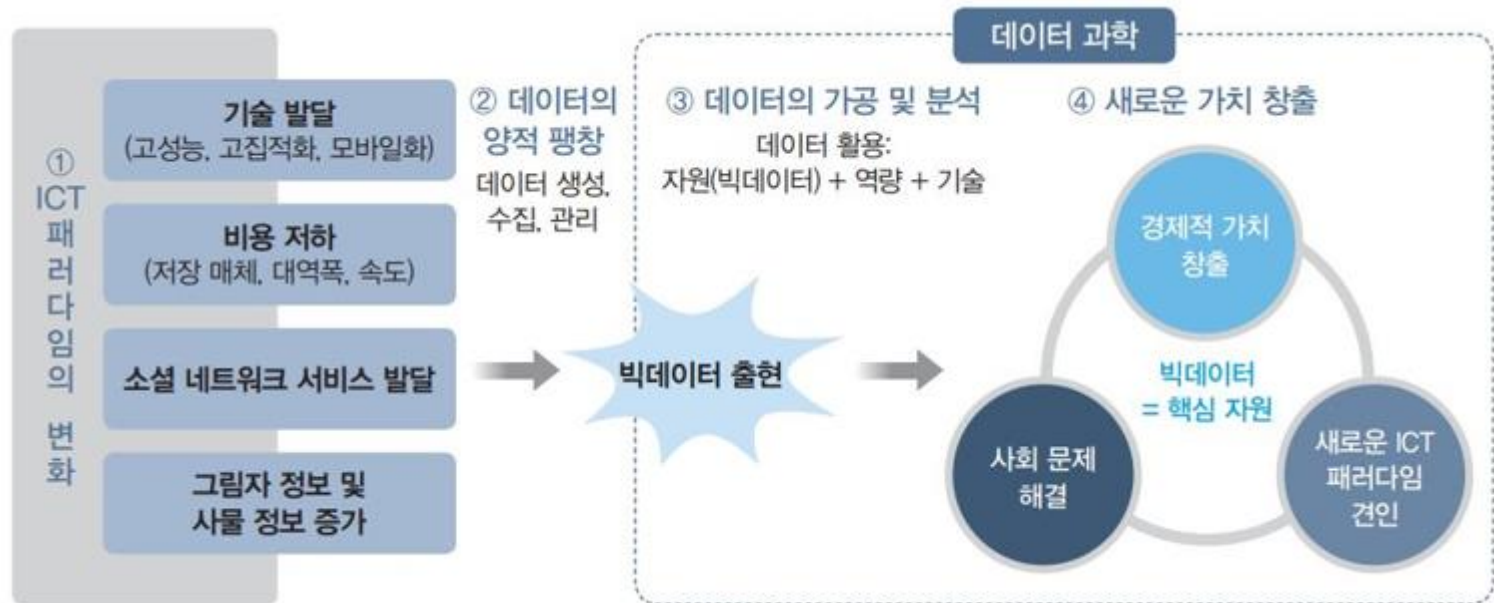 데이터 과학
①
ICT
패
러
다
임
의
변
화
기술 발달
(고성능, 고집적화, 모바일화)
비용 저하
(저장 매체, 대역폭, 속도)
소셜 네트워크 서비스 발달
그림자 정보 및
사물 정보 증가
② 데이터의
양적 팽창
데이터 생성,
수집, 관리
③ 데이터의 가공 및 분석
데이터 활용:
자원(빅데이터) + 역량 + 기술
빅데이터 출현
④ 새로운 가치 창출
경제적 가치
창출
빅데이터
= 핵심 자원
사회 문제
해결
새로운 ICT
패러다임
견인